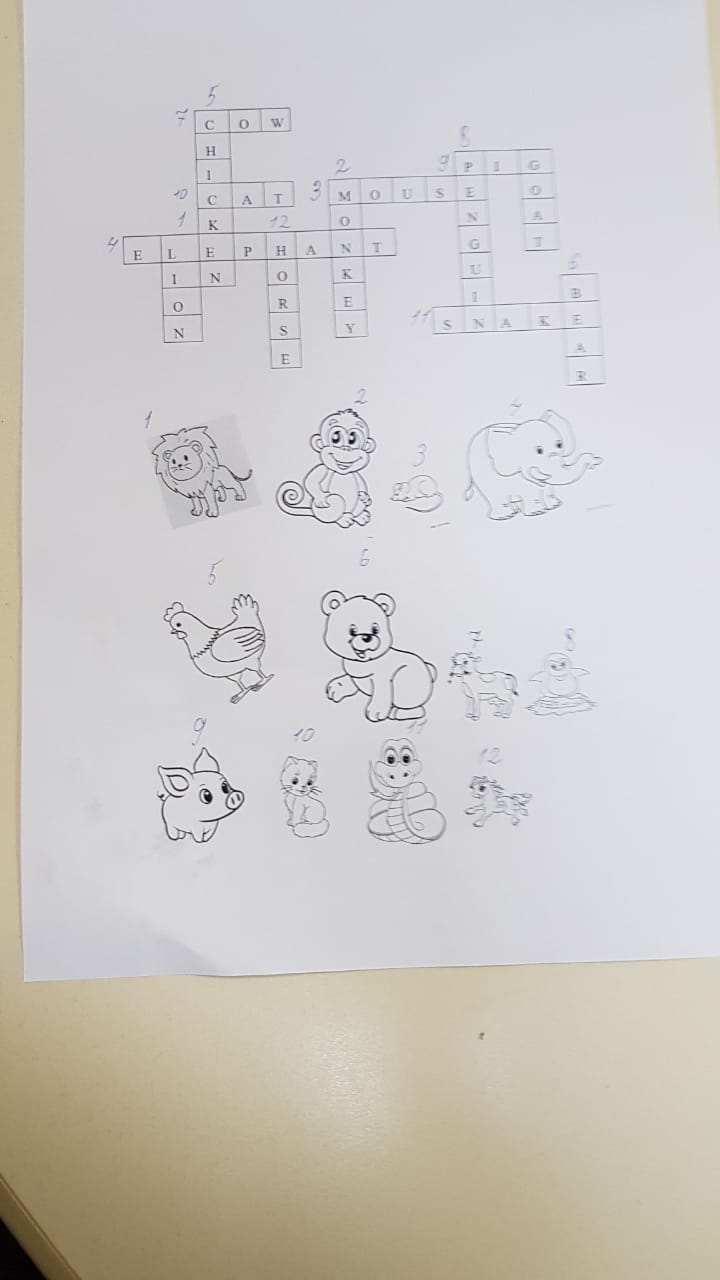 5
7 COW
8
H
2 9 PIG
I
10 CAT 3 MOUSE O
1 K 12 O N A
4 ELEPHANT G T
6
I N O K U
B
O R E I
N S Y 11 SNAKE
E A
R
1 2 3 4
5 6 7 8
9 10 11 12